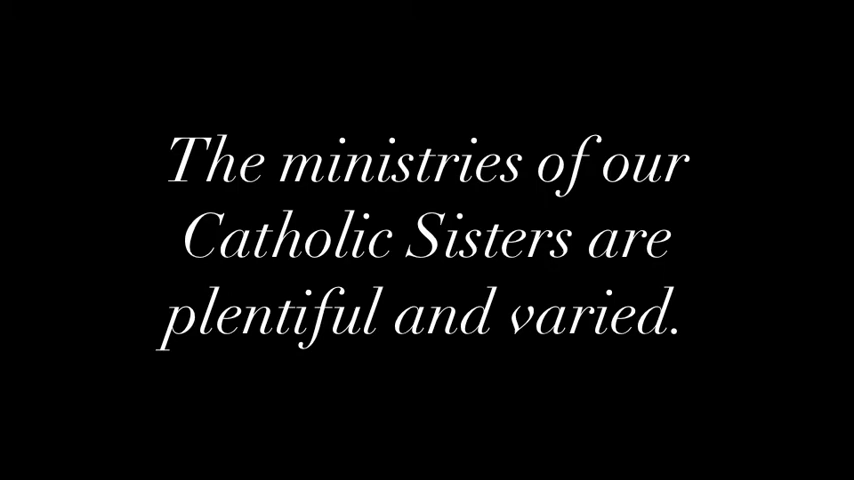 The ministries of our
Catholic Sisters are
plentiful and varied.